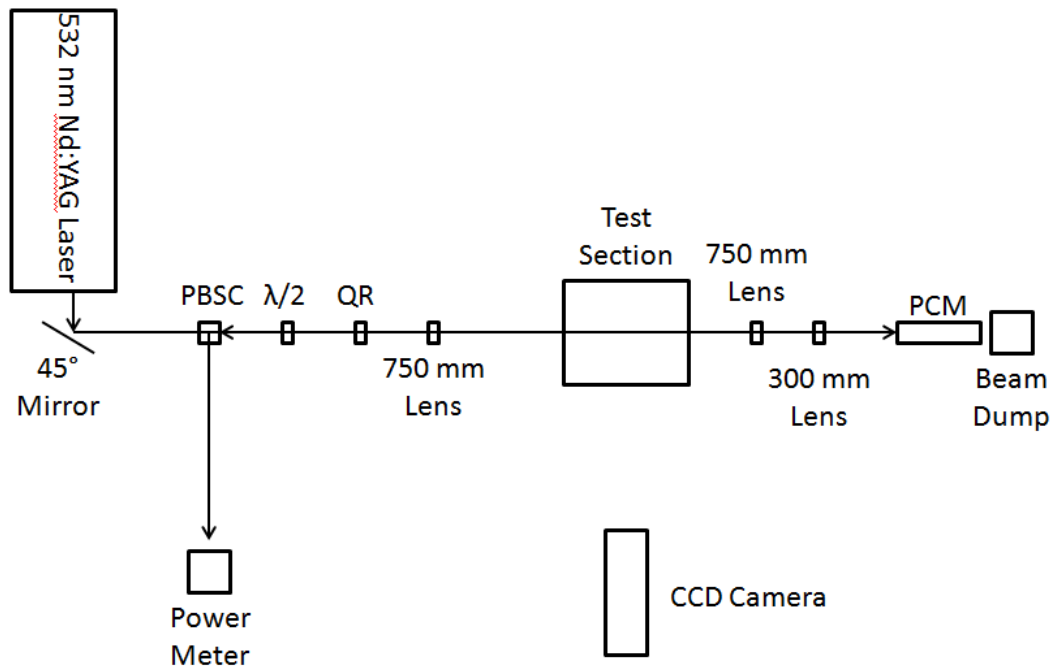 532 nm Nd:YAG Laser
Test
Section
750 mm
Lens
PBSC
λ/2
QR
PCM
45°
Mirror
750 mm
Lens
300 mm
Lens
Beam
Dump
CCD Camera
Power
Meter